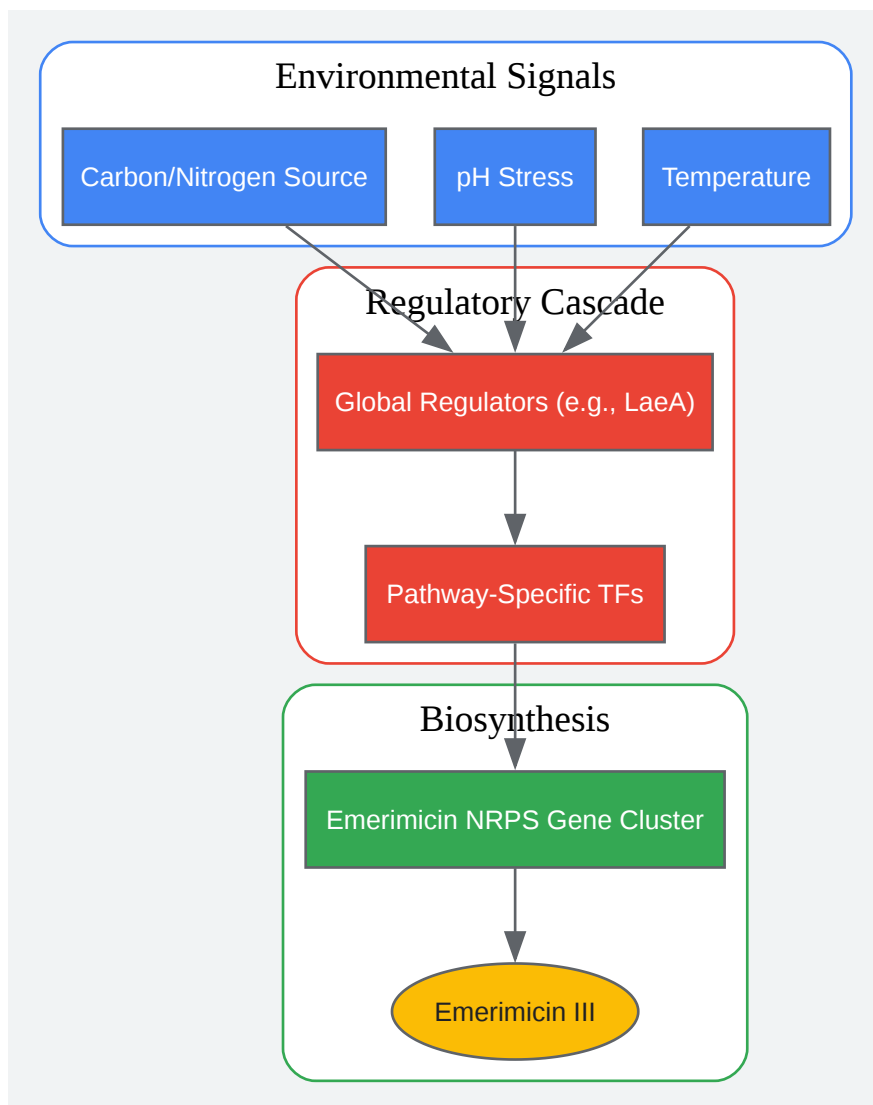 Environmental Signals
Carbon/Nitrogen Source
pH Stress
Temperature
Regulatory Cascade
Global Regulators (e.g., LaeA)
Pathway-Specific TFs
Biosynthesis
Emerimicin NRPS Gene Cluster
Emerimicin III